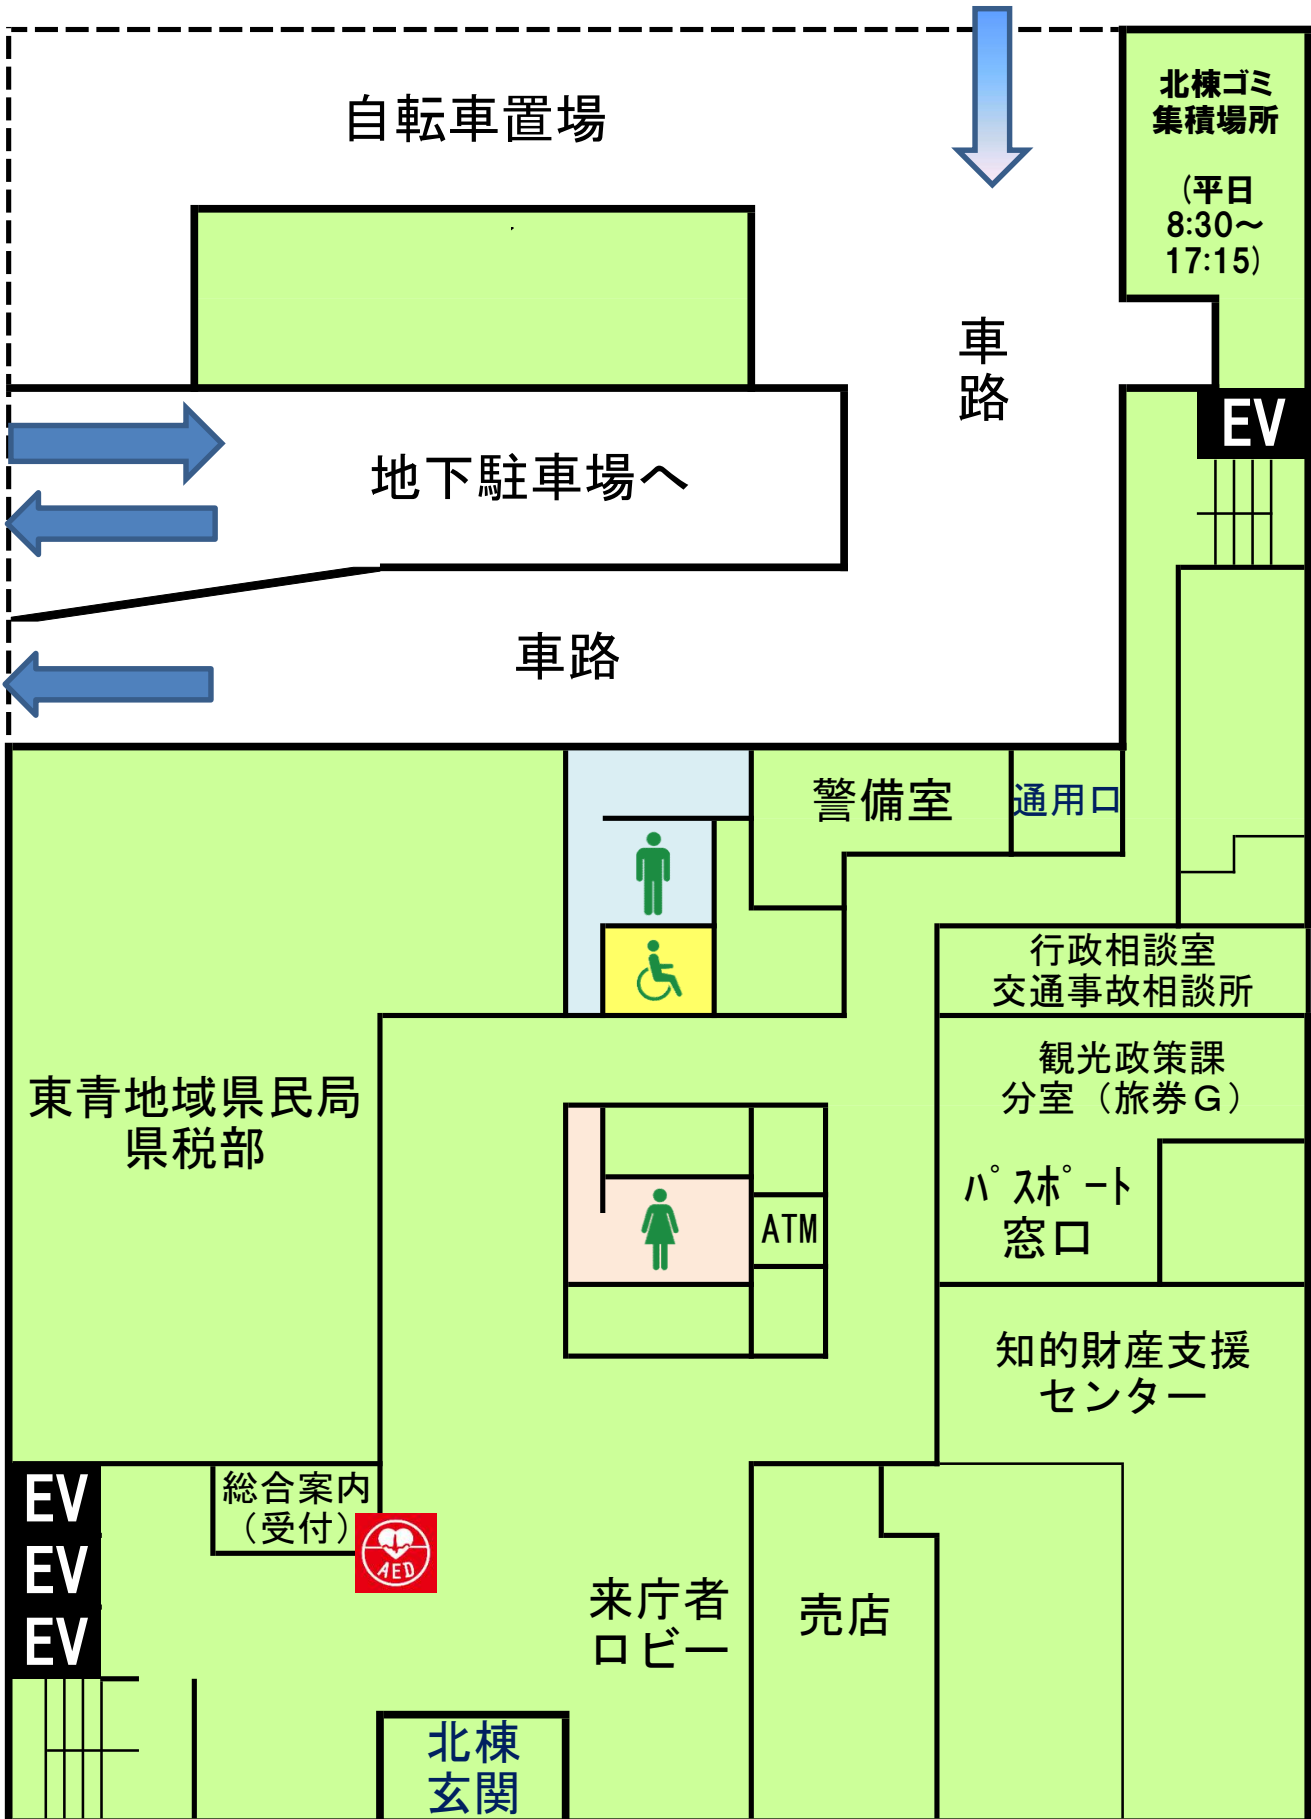 自転車置場
北棟ゴミ
集積場所
(平日
8:30～
17:15)
車
路
EV
地下駐車場へ
車路
警備室
通用口
行政相談室
交通事故相談所
観光政策課
分室（旅券Ｇ）
東青地域県民局
県税部
ﾊﾟｽﾎﾟｰﾄ
窓口
ATM
知的財産支援
センター
EV
EV
EV
総合案内
（受付）
AED
来庁者
ロビー
売店
北棟
玄関